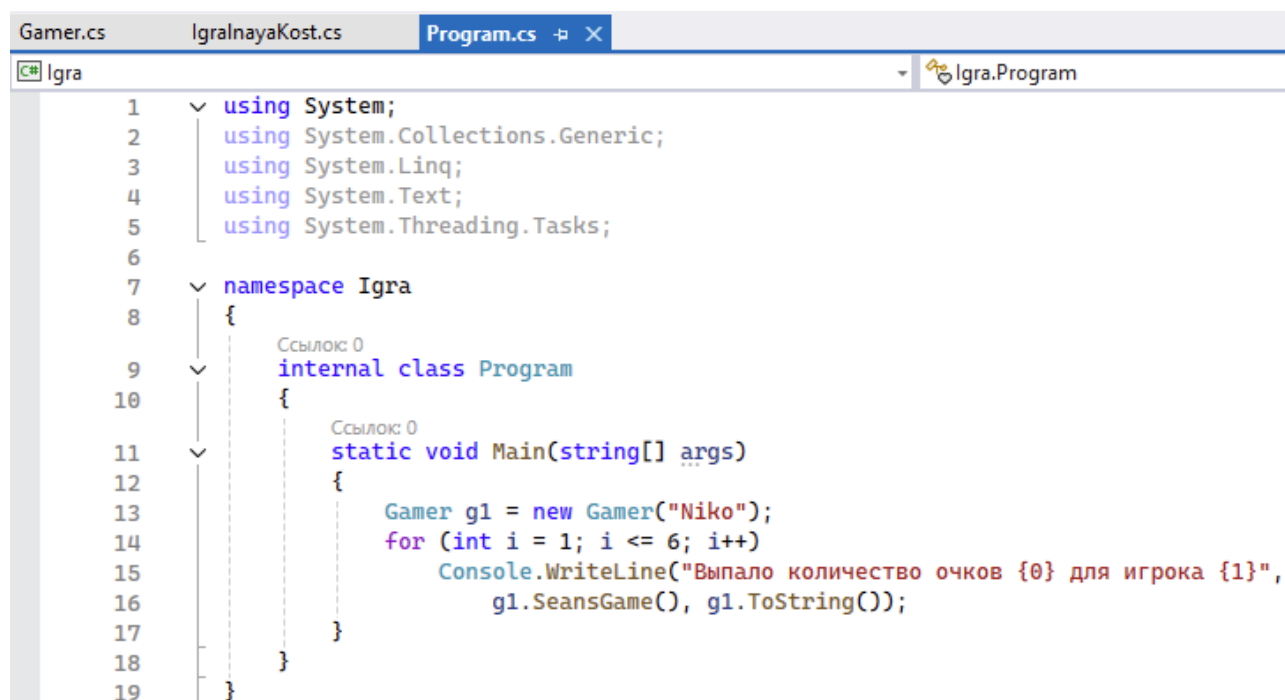 Gamer.cs IgralnayaKost.cs Program.cs
C# Igra Igra.Program
1 using System;
2 using System.Collections.Generic;
3 using System.Linq;
4 using System.Text;
5 using System.Threading.Tasks;
6
7 namespace Igra
8 {
Ссылок: 0
9 internal class Program
10 {
Ссылок: 0
11 static void Main(string[] args)
12 {
13 Gamer g1 = new Gamer("Niko");
14 for (int i = 1; i <= 6; i++)
15 Console.WriteLine("Выпало количество очков {0} для игрока {1}",
16 g1.SeansGame(), g1.ToString());
17 }
18 }
19 }